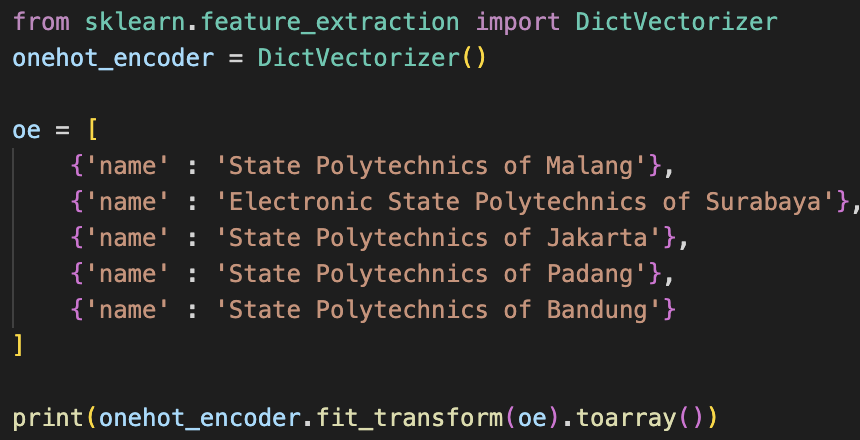 from sklearn.feature_extraction import DictVectorizer
onehot_encoder = DictVectorizer()
oe = [
{'name' : 'State Polytechnics of Malang'},
{'name' : 'Electronic State Polytechnics of Surabaya'},
{'name' : 'State Polytechnics of Jakarta'},
{'name' : 'State Polytechnics of Padang'},
{'name' : 'State Polytechnics of Bandung'}
]
print(onehot_encoder.fit_transform(oe).toarray())